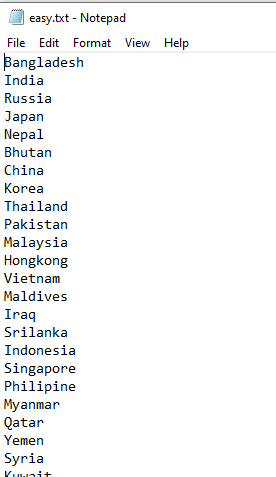 easy.txt - Notepad
File Edit Format View Help
Bangladesh
India
Russia
Japan
Nepal
Bhutan
China
Korea
Thailand
Pakistan
Malaysia
Hongkong
Vietnam
Maldives
Iraq
Srilanka
Indonesia
Singapore
Philipine
Myanmar
Qatar
Yemen
Syria
Kuwait